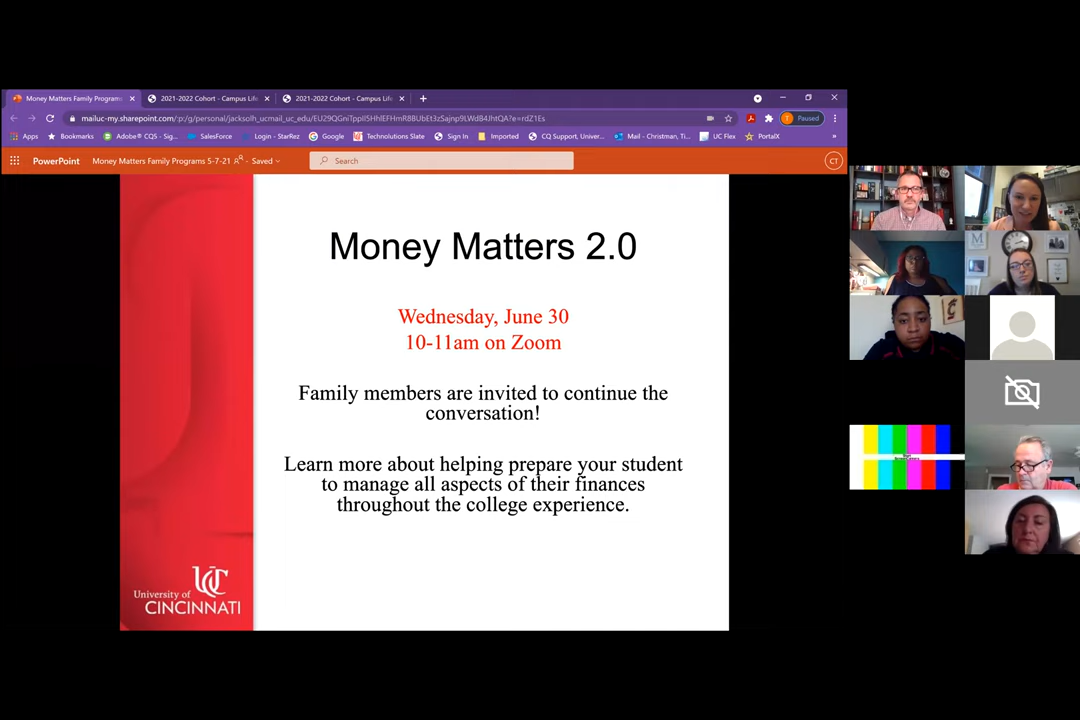 Money Matters Family Programs
2021-2022 Cohort - Campus Life
2021-2022 Cohort - Campus Life
mailuc-my.sharepoint.com/:p:/g/personal/jacksolh_ucmail_uc_edu/
Apps
Bookmarks
Adobe® CQ5 - Sig...
SalesForce
Login - StarRez
Google
Technolutions Slate
Sign In
Imported
CQ Support, Univer...
Mail - Christman, Ti...
UC Flex
PortalX
Paused
PowerPoint
Money Matters Family Programs 5-7-21
Saved
Search
CT
Money Matters 2.0
Wednesday, June 30
10-11am on Zoom
Family members are invited to continue the
conversation!
Learn more about helping prepare your student
to manage all aspects of their finances
throughout the college experience.
UC
University of
CINCINNATI